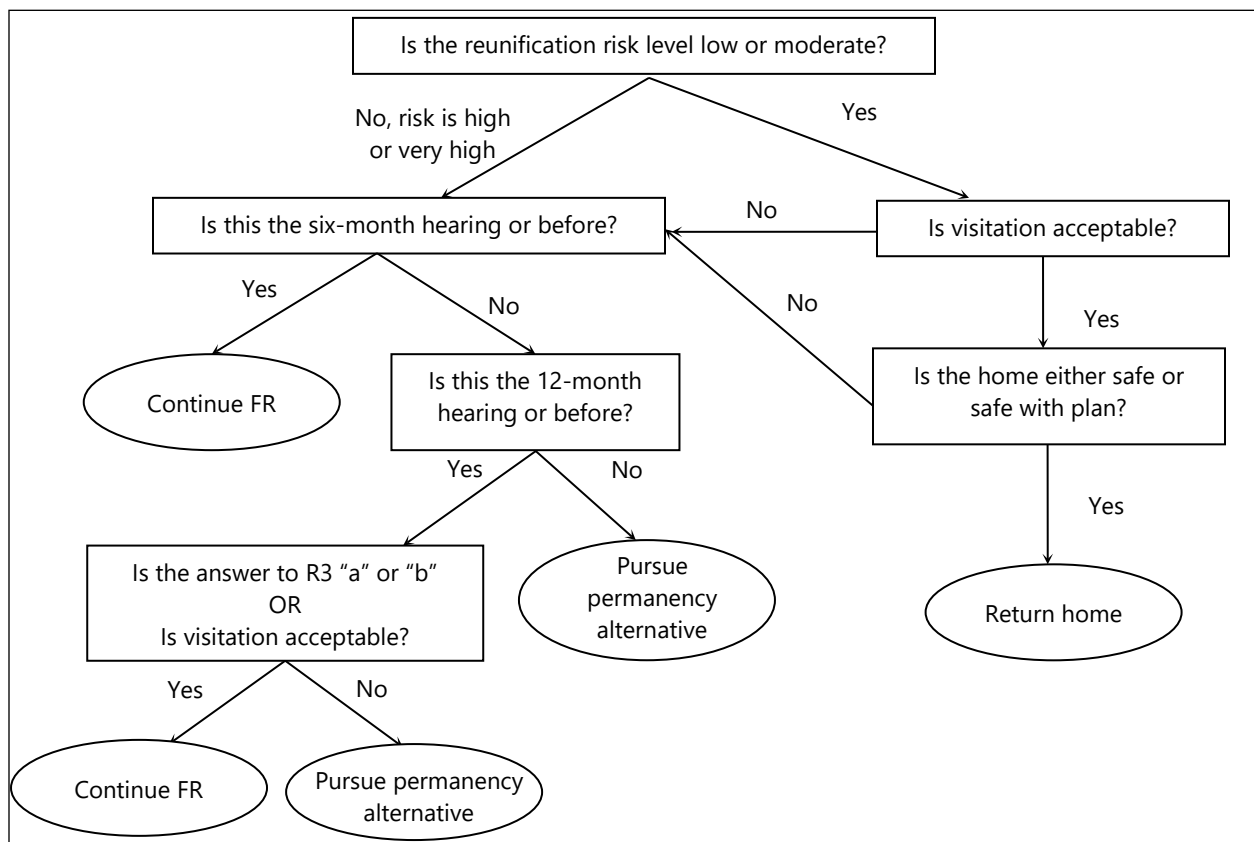 Is the reunification risk level low or moderate?
No, risk is high
or very high
Yes
Is this the six-month hearing or before?
No
Is visitation acceptable?
Yes
No
No
Yes
Continue FR
Is this the 12-month
hearing or before?
Is the home either safe or
safe with plan?
Yes
No
Yes
Is the answer to R3 “a” or “b”
OR
Is visitation acceptable?
Pursue
permanency
alternative
Return home
Yes
No
Continue FR
Pursue permanency
alternative